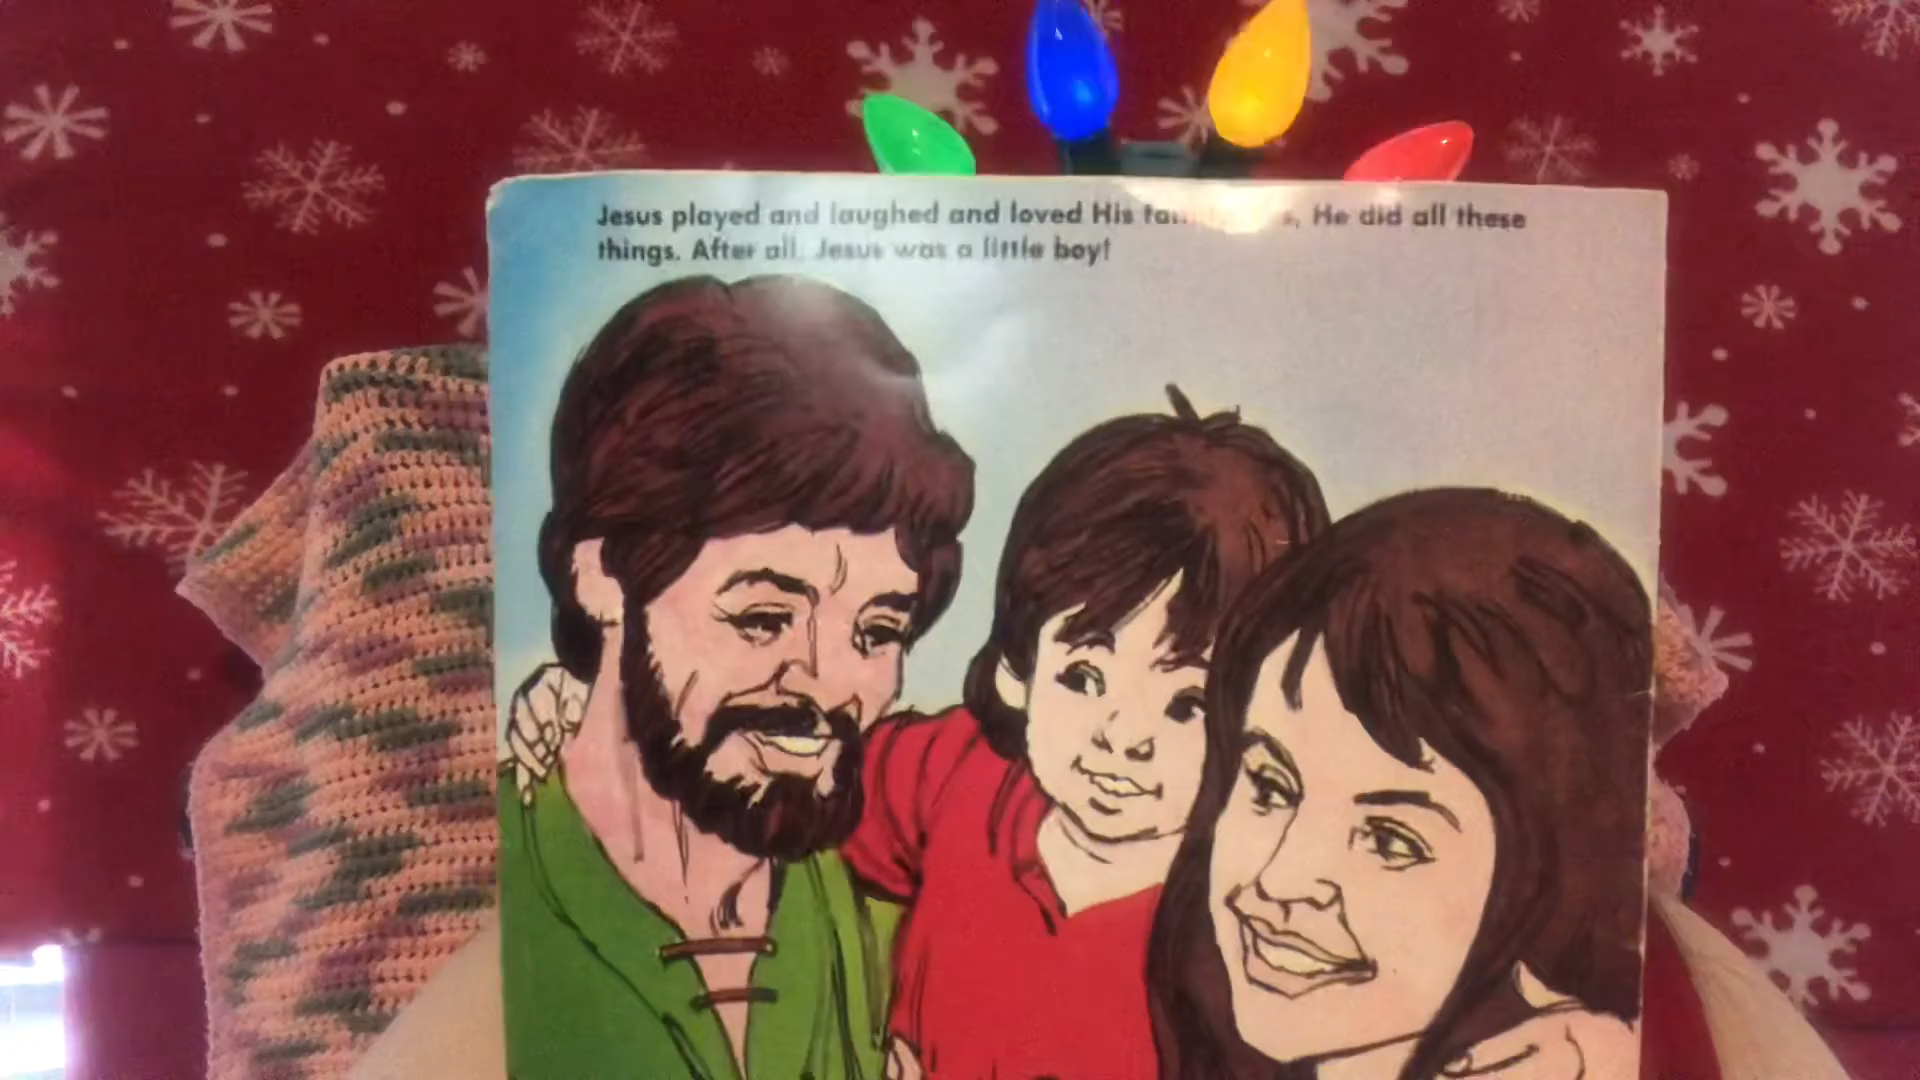 Jesus played and laughed and loved His He did all these
things. After all, Jesus was a little boy!